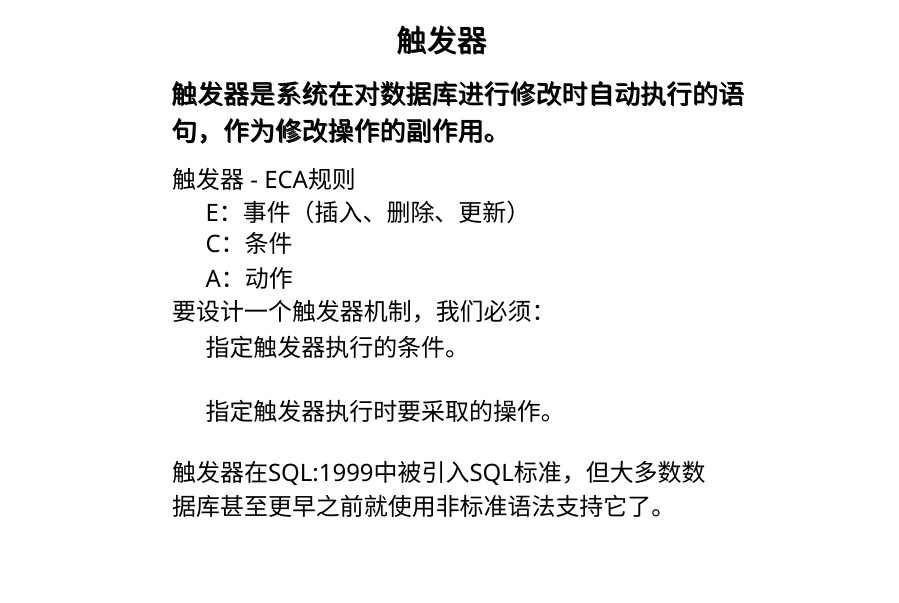 触发器
触发器是系统在对数据库进行修改时自动执行的语
句，作为修改操作的副作用。
触发器 - ECA规则
E：事件（插入、删除、更新）
C：条件
A：动作
要设计一个触发器机制，我们必须：
指定触发器执行的条件。
指定触发器执行时要采取的操作。
触发器在SQL:1999中被引入SQL标准，但大多数数
据库甚至更早之前就使用非标准语法支持它了。